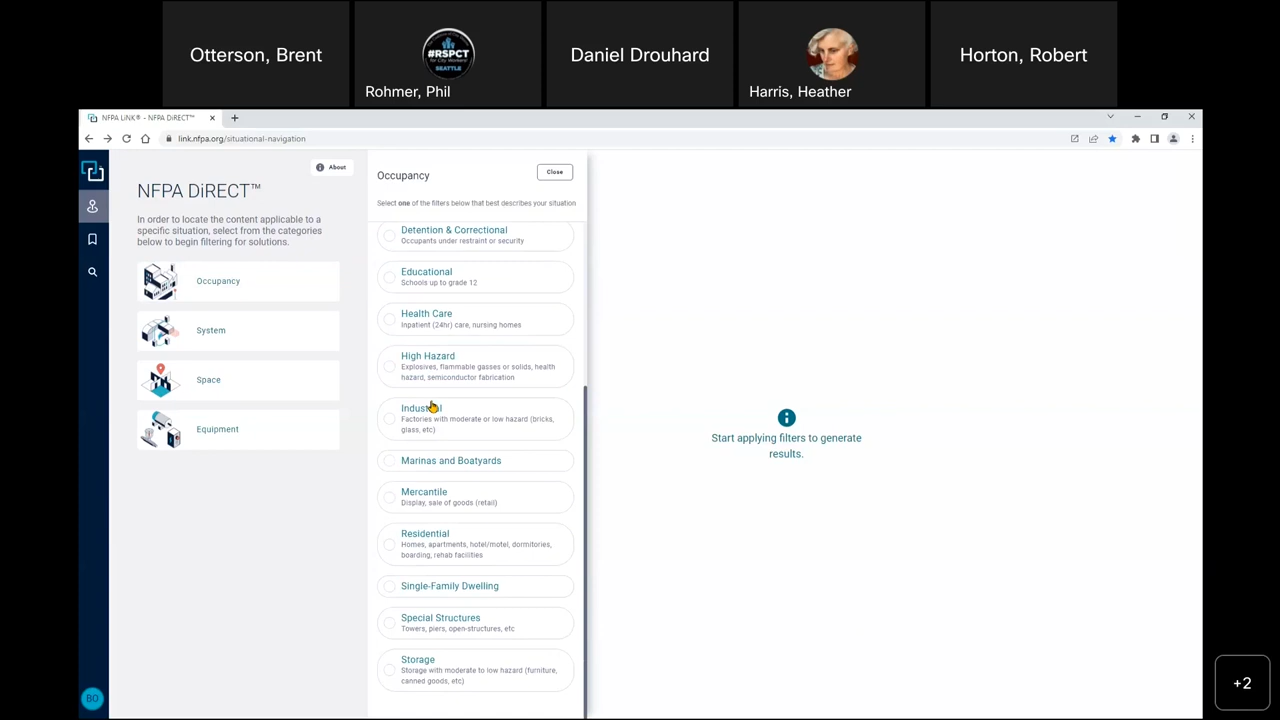 Otterson, Brent
#RSPCT
for City Workers!
SEATTLE
Rohmer, Phil
Daniel Drouhard
Harris, Heather
Horton, Robert
NFPA LiNK® - NFPA DiRECT™
link.nfpa.org/situational-navigation
About
NFPA DiRECT™
In order to locate the content applicable to a
specific situation, select from the categories
below to begin filtering for solutions.
Occupancy
System
Space
Equipment
Occupancy
Close
Select one of the filters below that best describes your situation
Detention & Correctional
Occupants under restraint or security
Educational
Schools up to grade 12
Health Care
Inpatient (24hr) care, nursing homes
High Hazard
Explosives, flammable gasses or solids, health
hazard, semiconductor fabrication
Industrial
Factories with moderate or low hazard (bricks,
glass, etc)
Marinas and Boatyards
Mercantile
Display, sale of goods (retail)
Residential
Homes, apartments, hotel/motel, dormitories,
boarding, rehab facilities
Single-Family Dwelling
Special Structures
Towers, piers, open-structures, etc
Storage
Storage with moderate to low hazard (furniture,
canned goods, etc)
Start applying filters to generate
results.
BO
+2